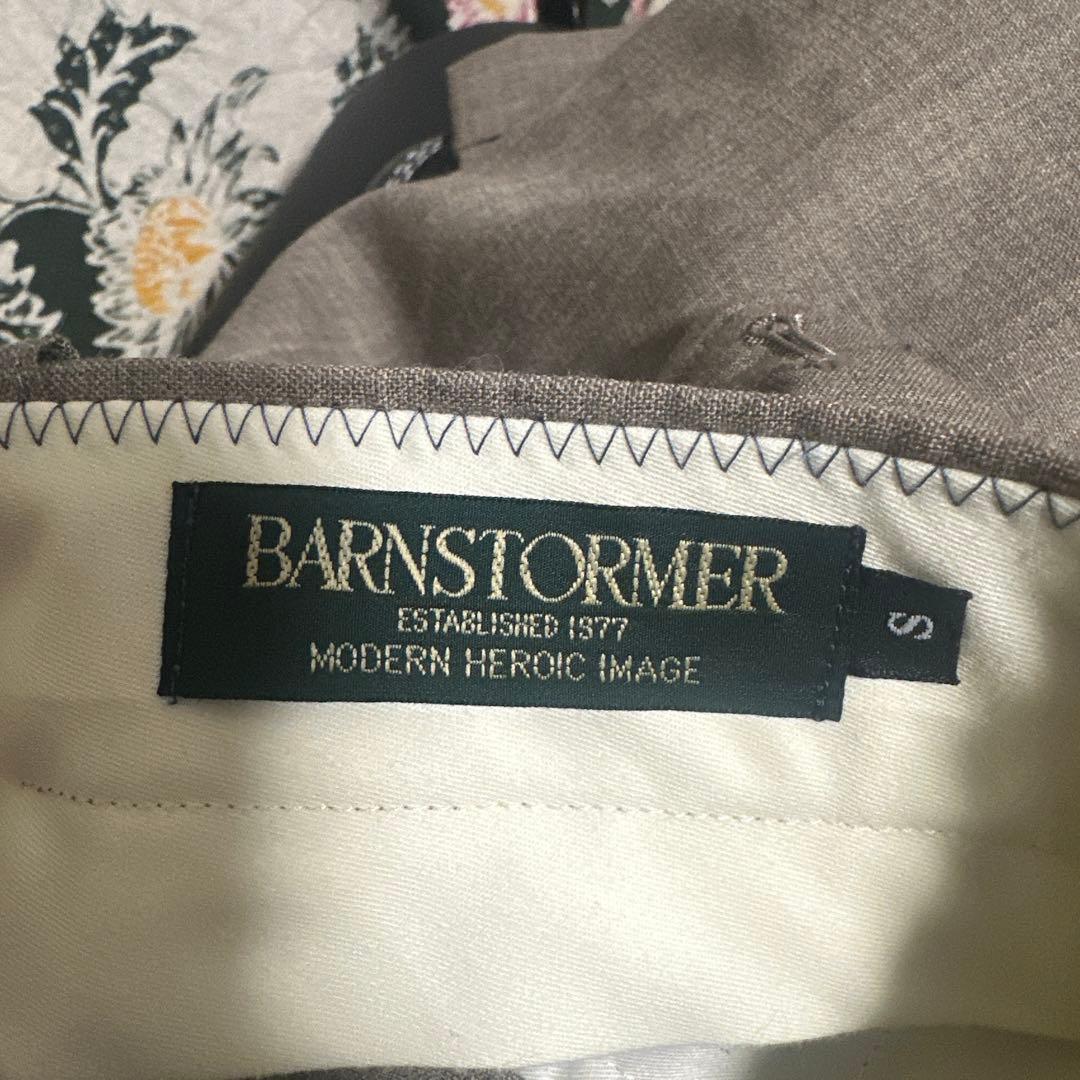 BARNSTORMER
ESTABLISHED 1977
MODERN HEROIC IMAGE
S